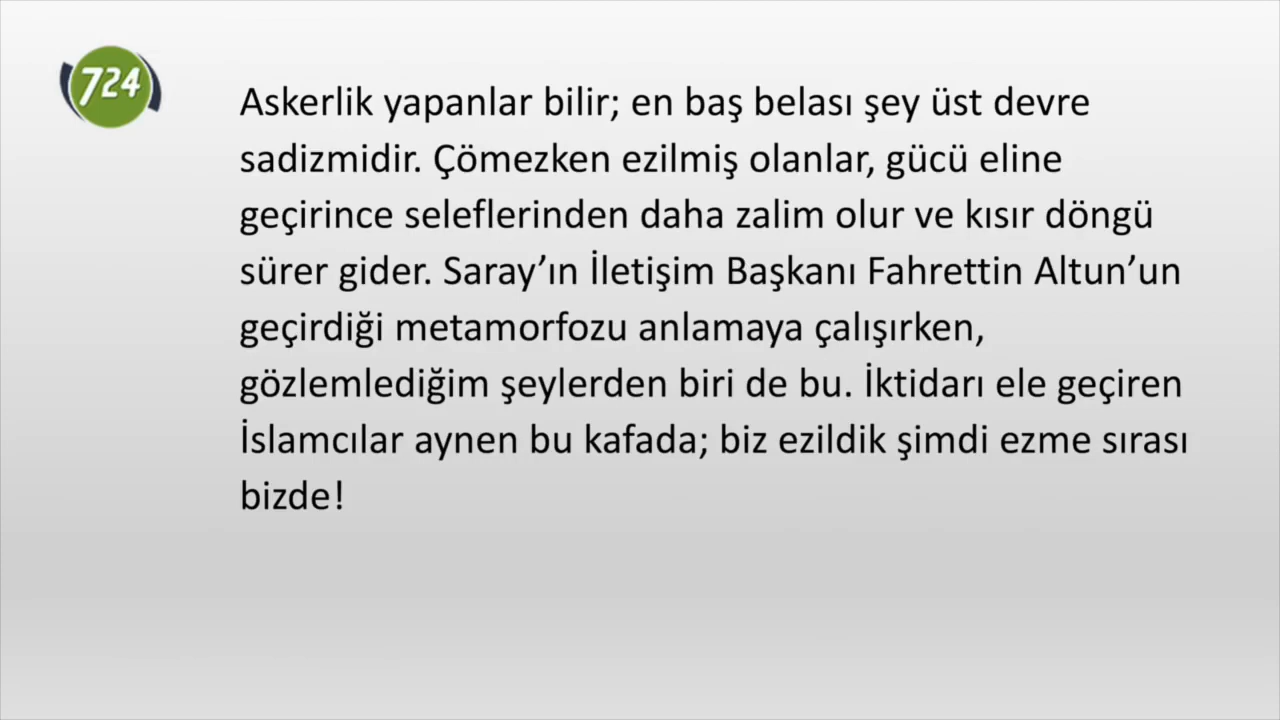 724
Askerlik yapanlar bilir; en baş belası şey üst devre
sadizmidir. Çömezken ezilmiş olanlar, gücü eline
geçirince seleflerinden daha zalim olur ve kısır döngü
sürer gider. Saray’ın İletişim Başkanı Fahrettin Altun’un
geçirdiği metamorfozu anlamaya çalışırken,
gözlemlediğim şeylerden biri de bu. İktidarı ele geçiren
İslamcılar aynen bu kafada; biz ezildik şimdi ezme sırası
bizde!